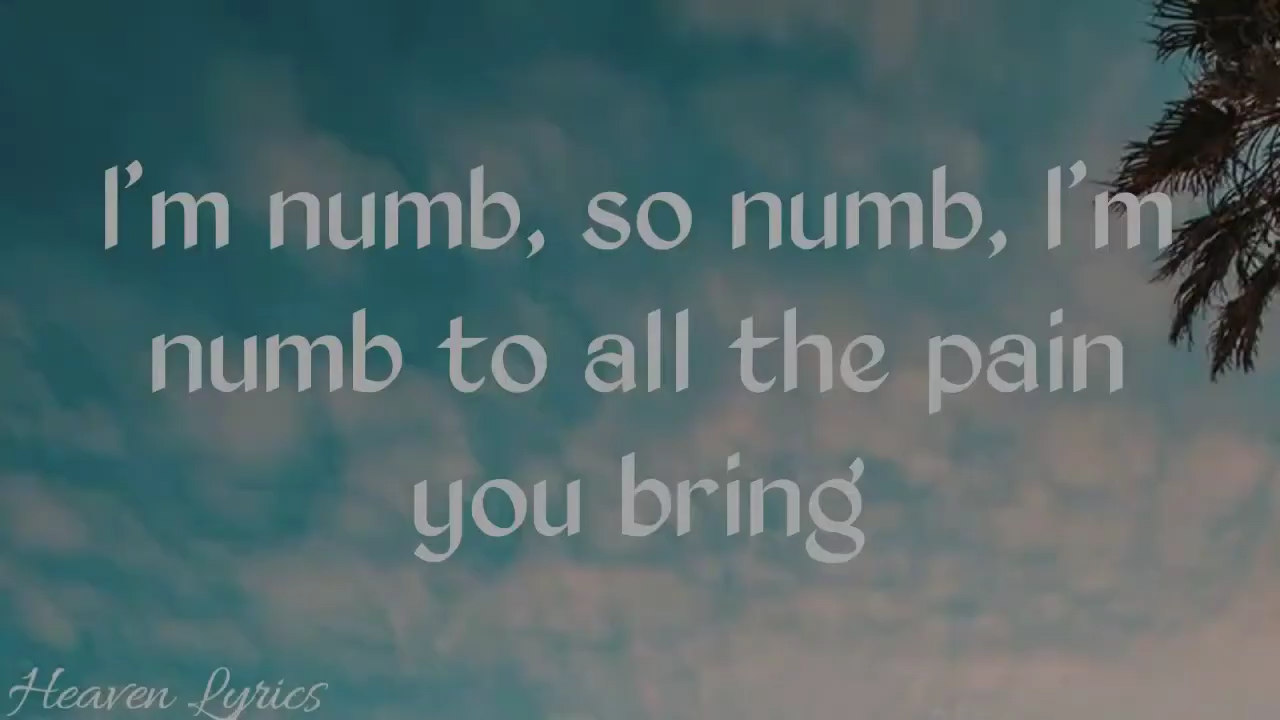 I'm numb, so numb, I'm
numb to all the pain
you bring
Heaven Lyrics